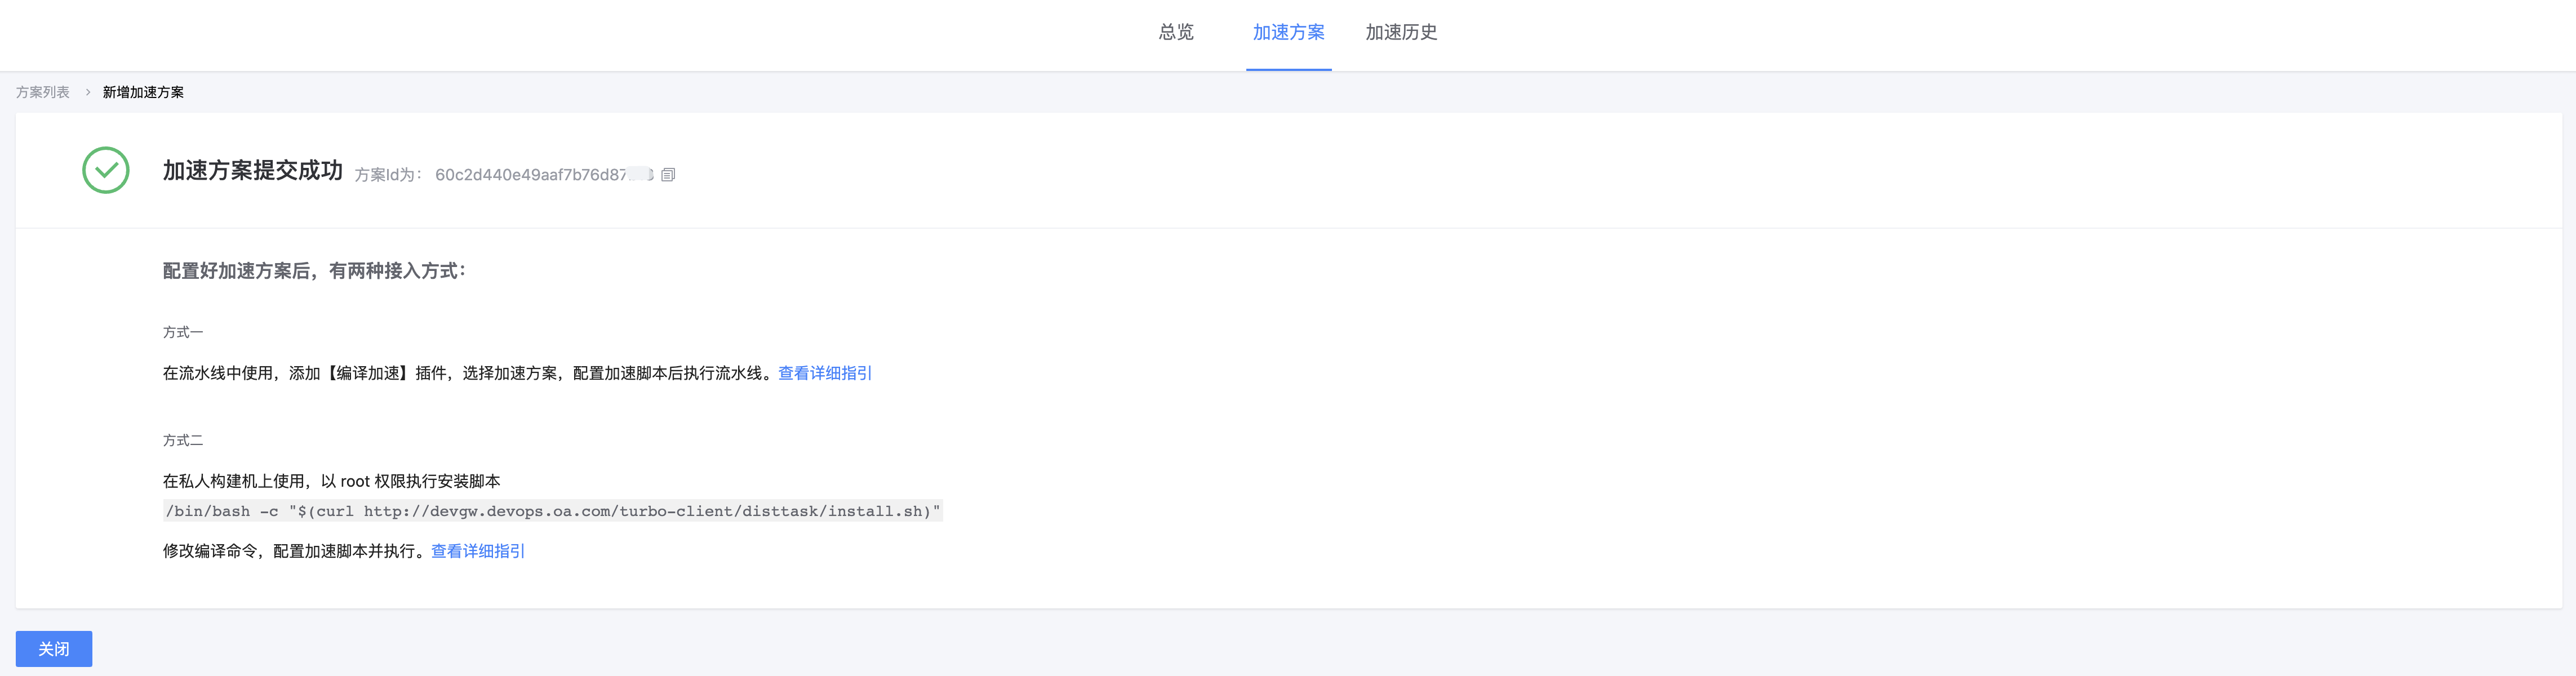 总览 加速方案 加速历史
方案列表 > 新增加速方案
加速方案提交成功 方案Id为： 60c2d440e49aaf7b76d87
配置好加速方案后，有两种接入方式：
方式一
在流水线中使用，添加【编译加速】插件，选择加速方案，配置加速脚本后执行流水线。查看详细指引
方式二
在私人构建机上使用，以 root 权限执行安装脚本
/bin/bash -c "$(curl http://devgw.devops.oa.com/turbo-client/disttask/install.sh)"
修改编译命令，配置加速脚本并执行。查看详细指引
关闭